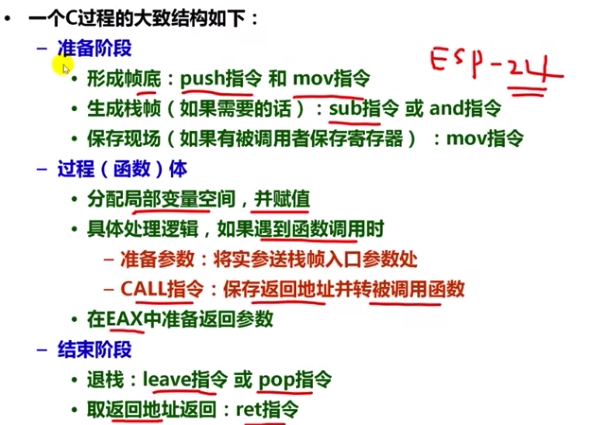 • 一个C过程的大致结构如下：
– 准备阶段
• 形成帧底：push指令 和 mov指令
• 生成栈帧（如果需要的话）：sub指令 或 and指令
• 保存现场（如果有被调用者保存寄存器）：mov指令
– 过程（函数）体
• 分配局部变量空间，并赋值
• 具体处理逻辑，如果遇到函数调用时
– 准备参数：将实参送栈帧入口参数处
– CALL指令：保存返回地址并转被调用函数
• 在EAX中准备返回参数
– 结束阶段
• 退栈：leave指令 或 pop指令
• 取返回地址返回：ret指令
ESP-24